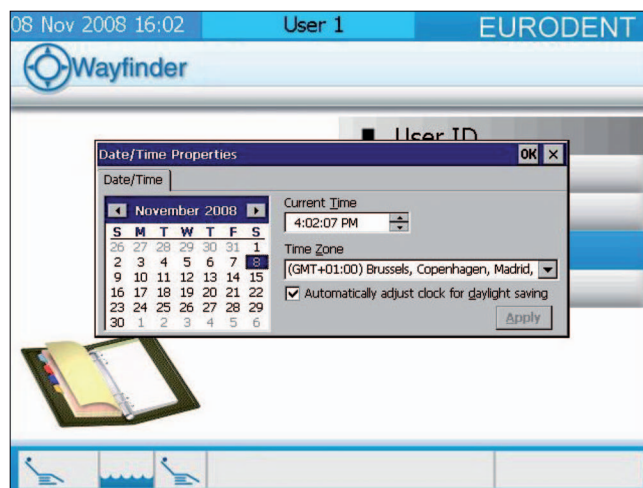 08 Nov 2008 16:02 User 1 EURODENT
Wayfinder
User ID
Date/Time Properties OK ×
Date/Time
November 2008
S M T W T F S
26 27 28 29 30 31 1
2 3 4 5 6 7 8
9 10 11 12 13 14 15
16 17 18 19 20 21 22
23 24 25 26 27 28 29
30 1 2 3 4 5 6
Current Time
4:02:07 PM
Time Zone
(GMT+01:00) Brussels, Copenhagen, Madrid,
Automatically adjust clock for daylight saving
Apply